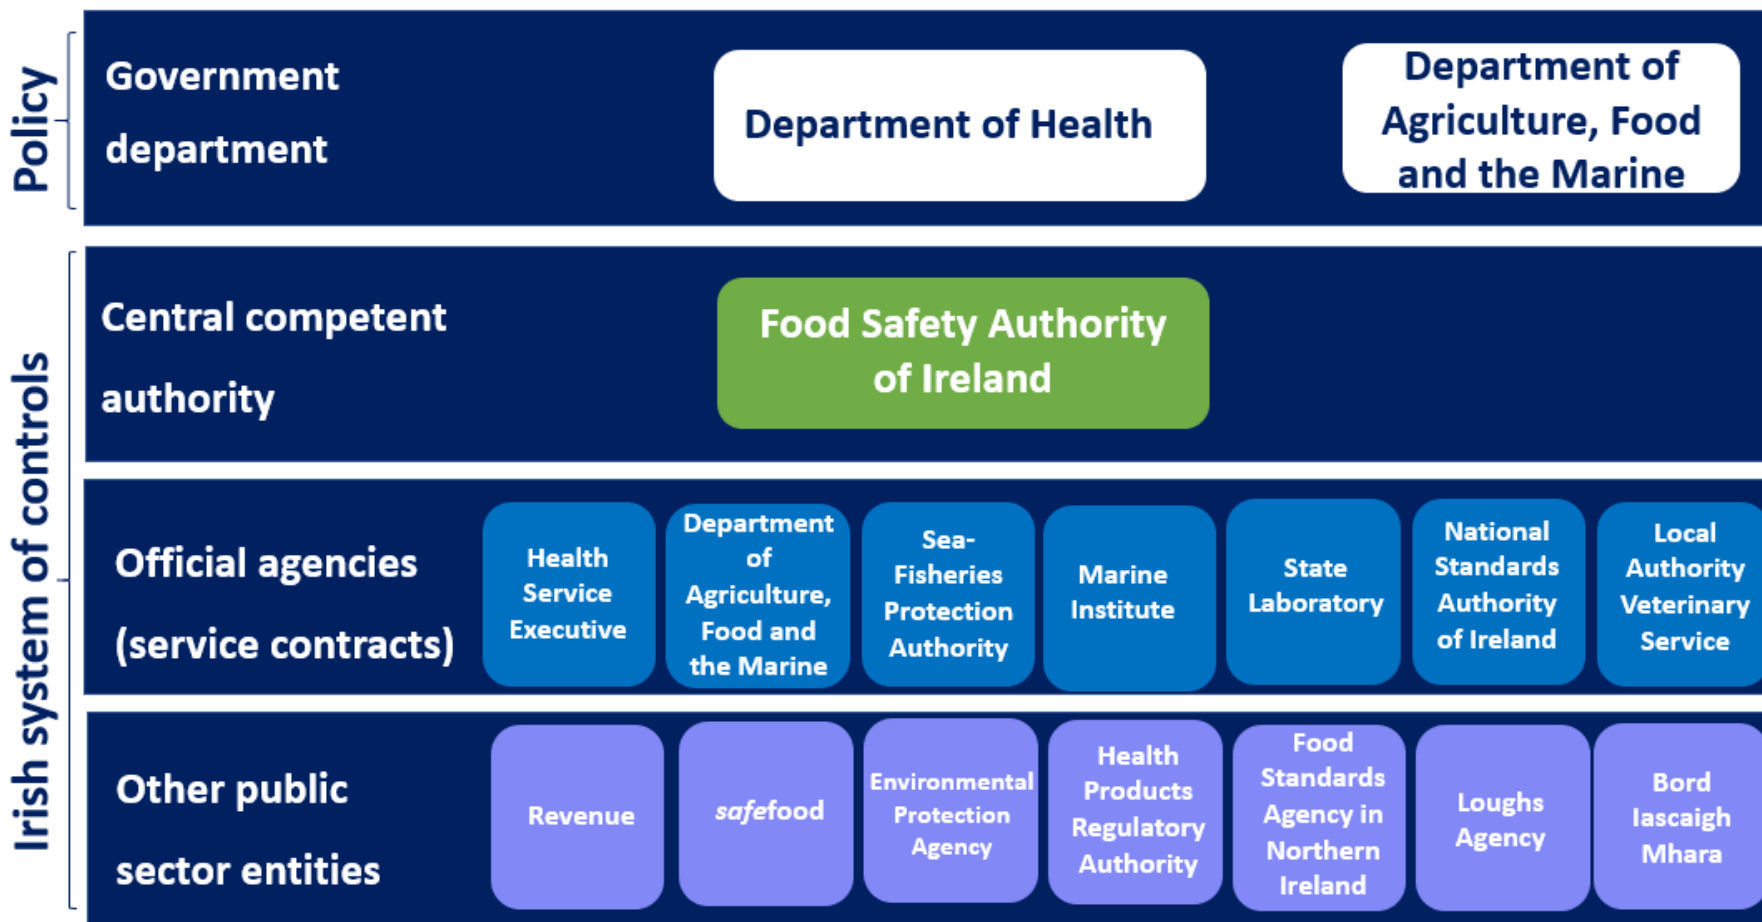 Policy
Government
department
Department of Health
Department of
Agriculture, Food
and the Marine
Irish system of controls
Central competent
authority
Food Safety Authority
of Ireland
Official agencies
(service contracts)
Health
Service
Executive
Department
of
Agriculture,
Food and
the Marine
Sea-
Fisheries
Protection
Authority
Marine
Institute
State
Laboratory
National
Standards
Authority
of Ireland
Local
Authority
Veterinary
Service
Other public
sector entities
Revenue
safefood
Environmental
Protection
Agency
Health
Products
Regulatory
Authority
Food
Standards
Agency in
Northern
Ireland
Loughs
Agency
Bord
Iascaigh
Mhara